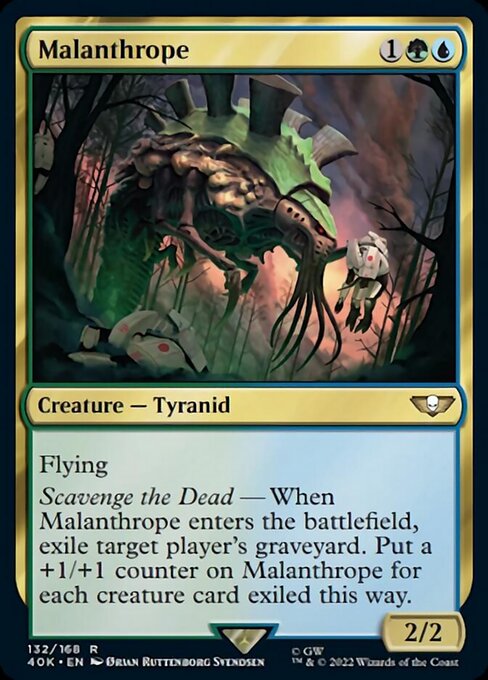 Malanthrope 1
Creature — Tyranid
Flying
Scavenge the Dead — When
Malanthrope enters the battlefield,
exile target player's graveyard. Put a
+1/+1 counter on Malanthrope for
each creature card exiled this way.
2/2
132/168 R
40K • EN Ørjan Ruttenborg Svendsen
© GW
™ & © 2022 Wizards of the Coast